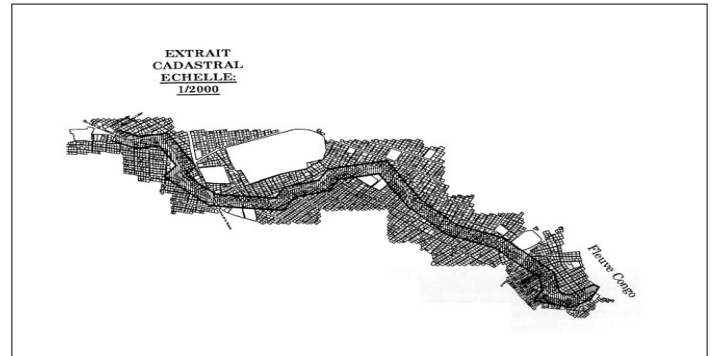 EXTRAIT
CADASTRAL
ECHELLE:
1/2000
Fleuve Congo